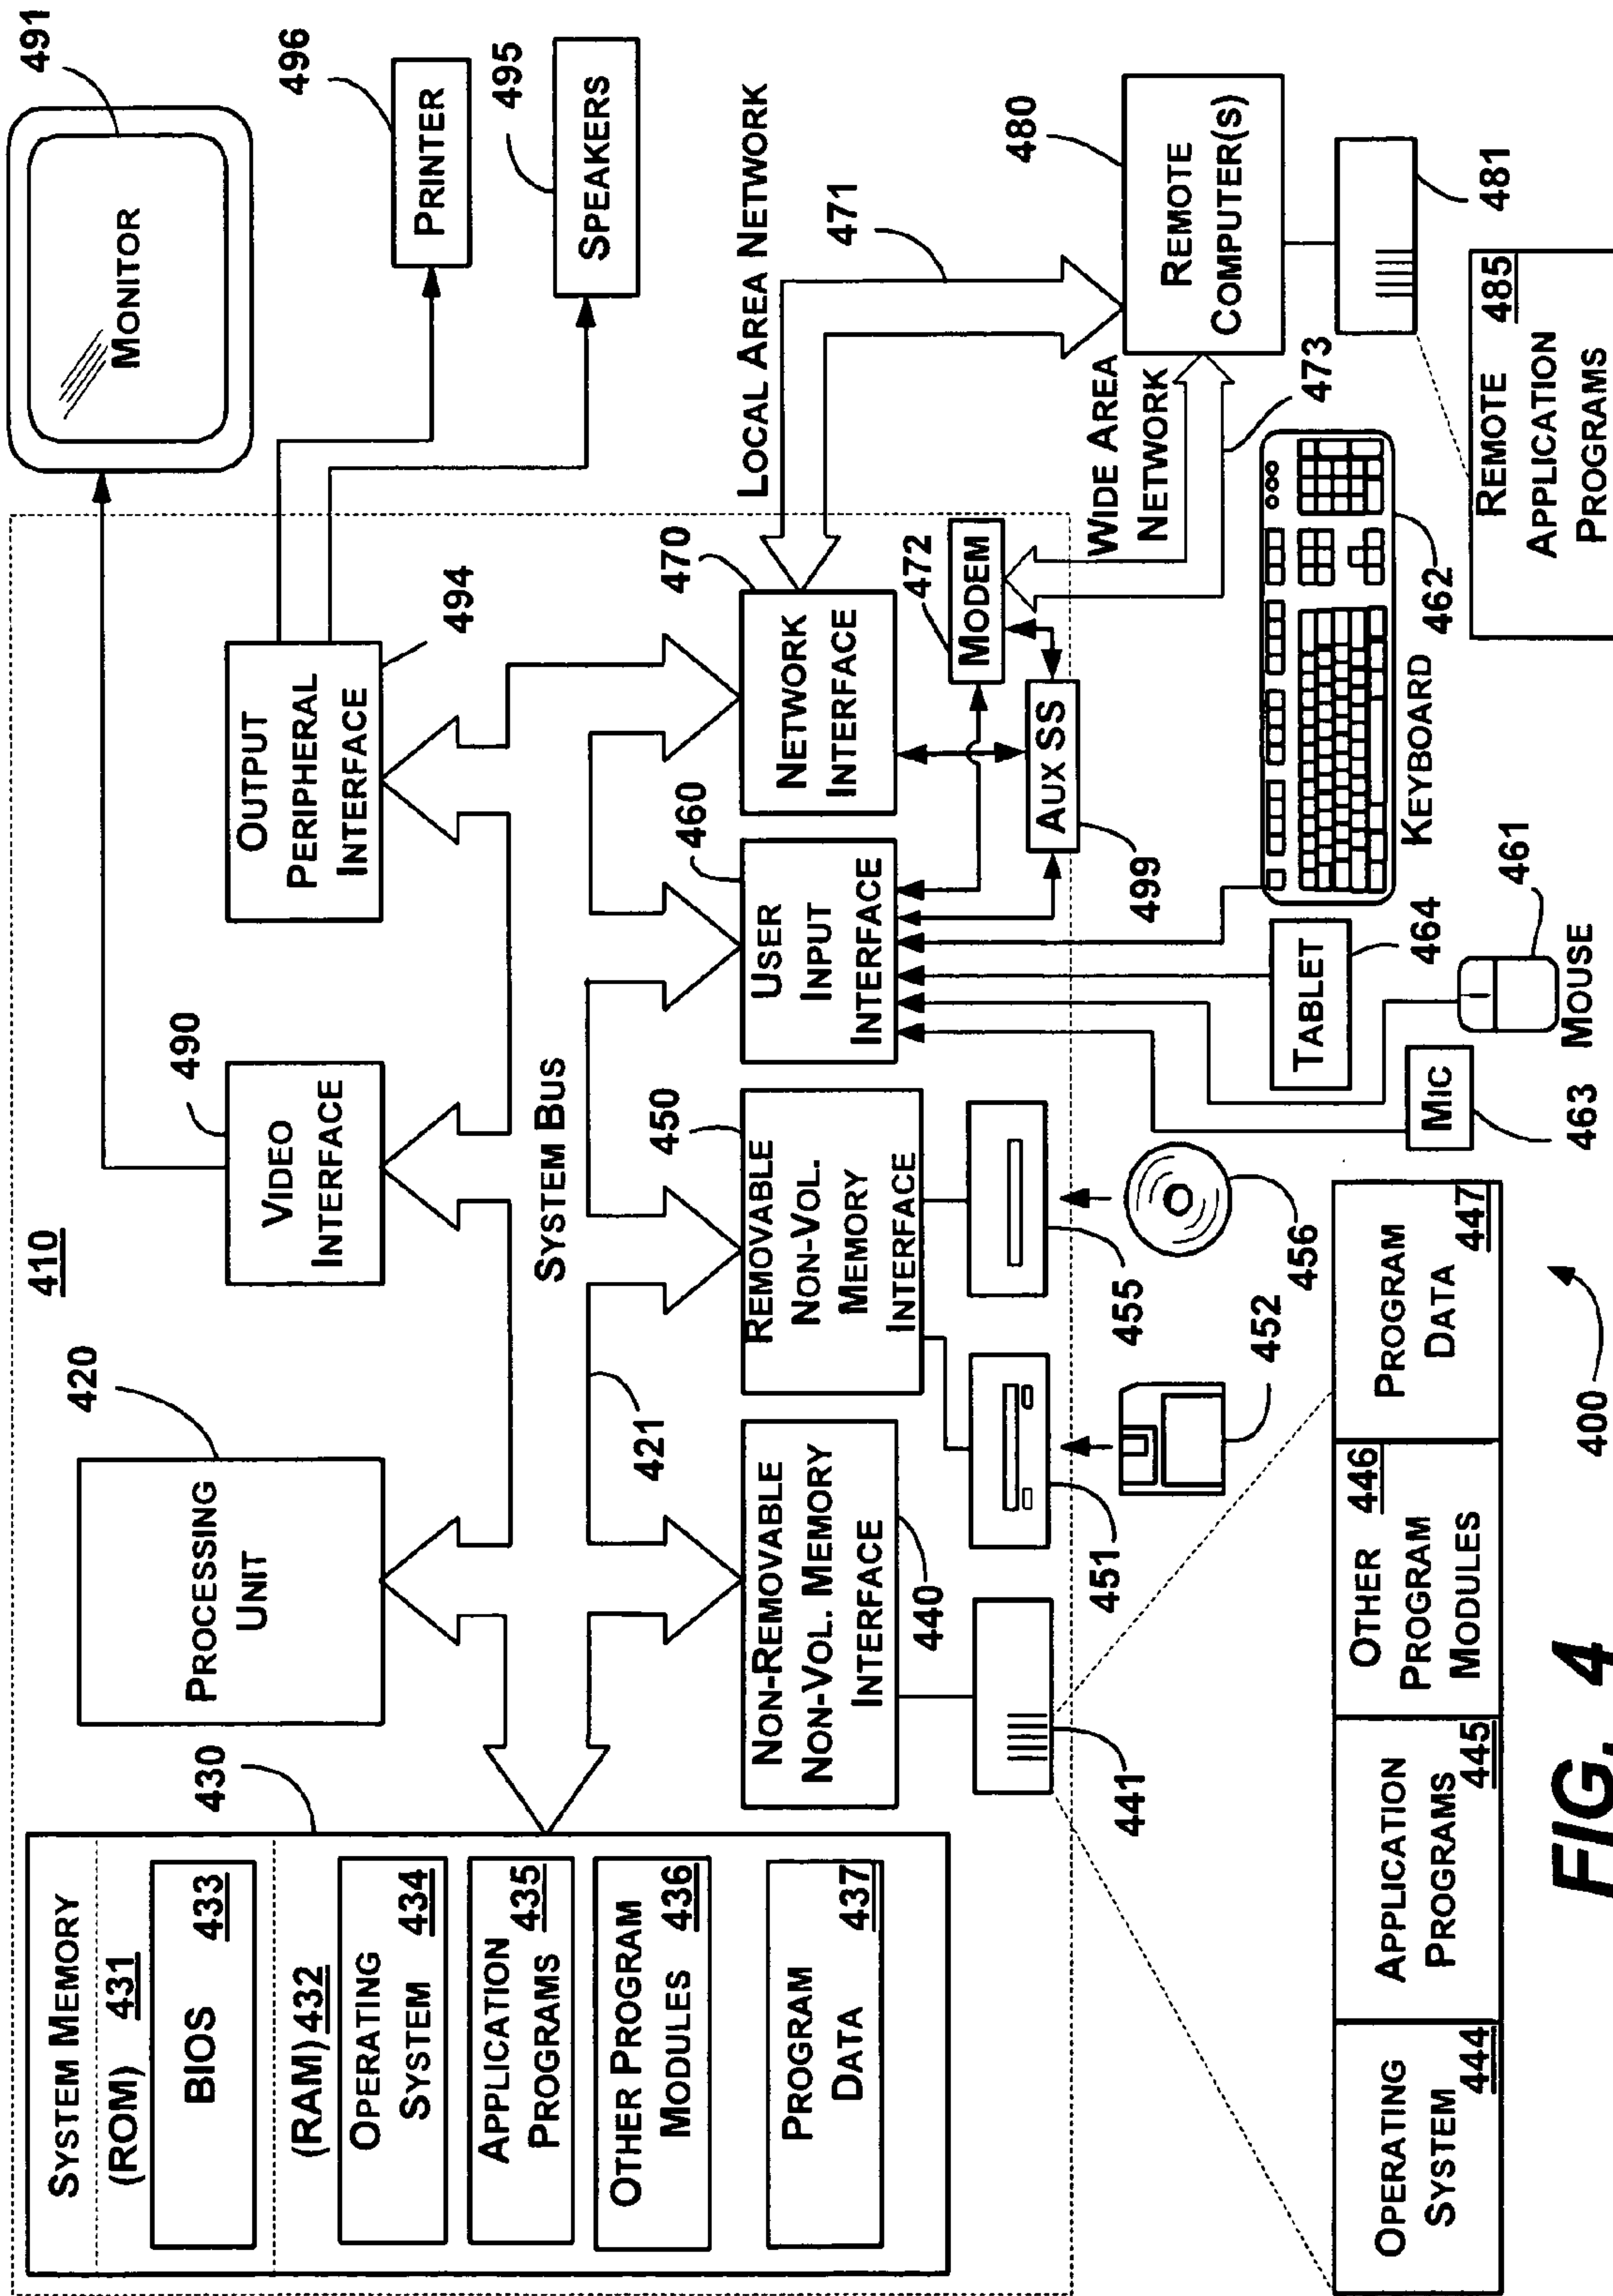 410
MONITOR
491
SYSTEM MEMORY
(ROM) 431
BIOS 433
(RAM) 432
OPERATING
SYSTEM 434
APPLICATION
PROGRAMS 435
OTHER PROGRAM
MODULES 436
PROGRAM
DATA 437
430
PROCESSING
UNIT
420
VIDEO
INTERFACE
490
OUTPUT
PERIPHERAL
INTERFACE
494
PRINTER
496
SPEAKERS
495
SYSTEM BUS
421
NON-REMOVABLE
NON-VOL. MEMORY
INTERFACE
440
REMOVABLE
NON-VOL.
MEMORY
INTERFACE
450
USER
INPUT
INTERFACE
460
NETWORK
INTERFACE
470
LOCAL AREA NETWORK
471
MODEM
472
AUX SS
499
WIDE AREA
NETWORK
473
REMOTE
COMPUTER(S)
480
481
441
451
455
452
456
MIC
463
TABLET
464
MOUSE
461
KEYBOARD
462
OPERATING
SYSTEM 444
APPLICATION
PROGRAMS 445
OTHER 446
PROGRAM
MODULES
PROGRAM
DATA 447
REMOTE 485
APPLICATION
PROGRAMS
400
FIG. 4